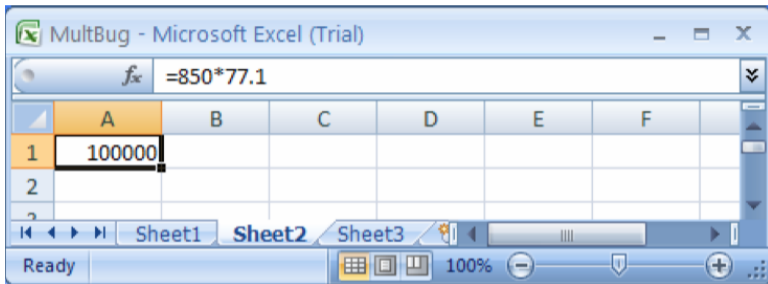 MultBug - Microsoft Excel (Trial)
fx =850*77.1
A B C D E F
1 100000
2
Sheet1 Sheet2 Sheet3
Ready 100%